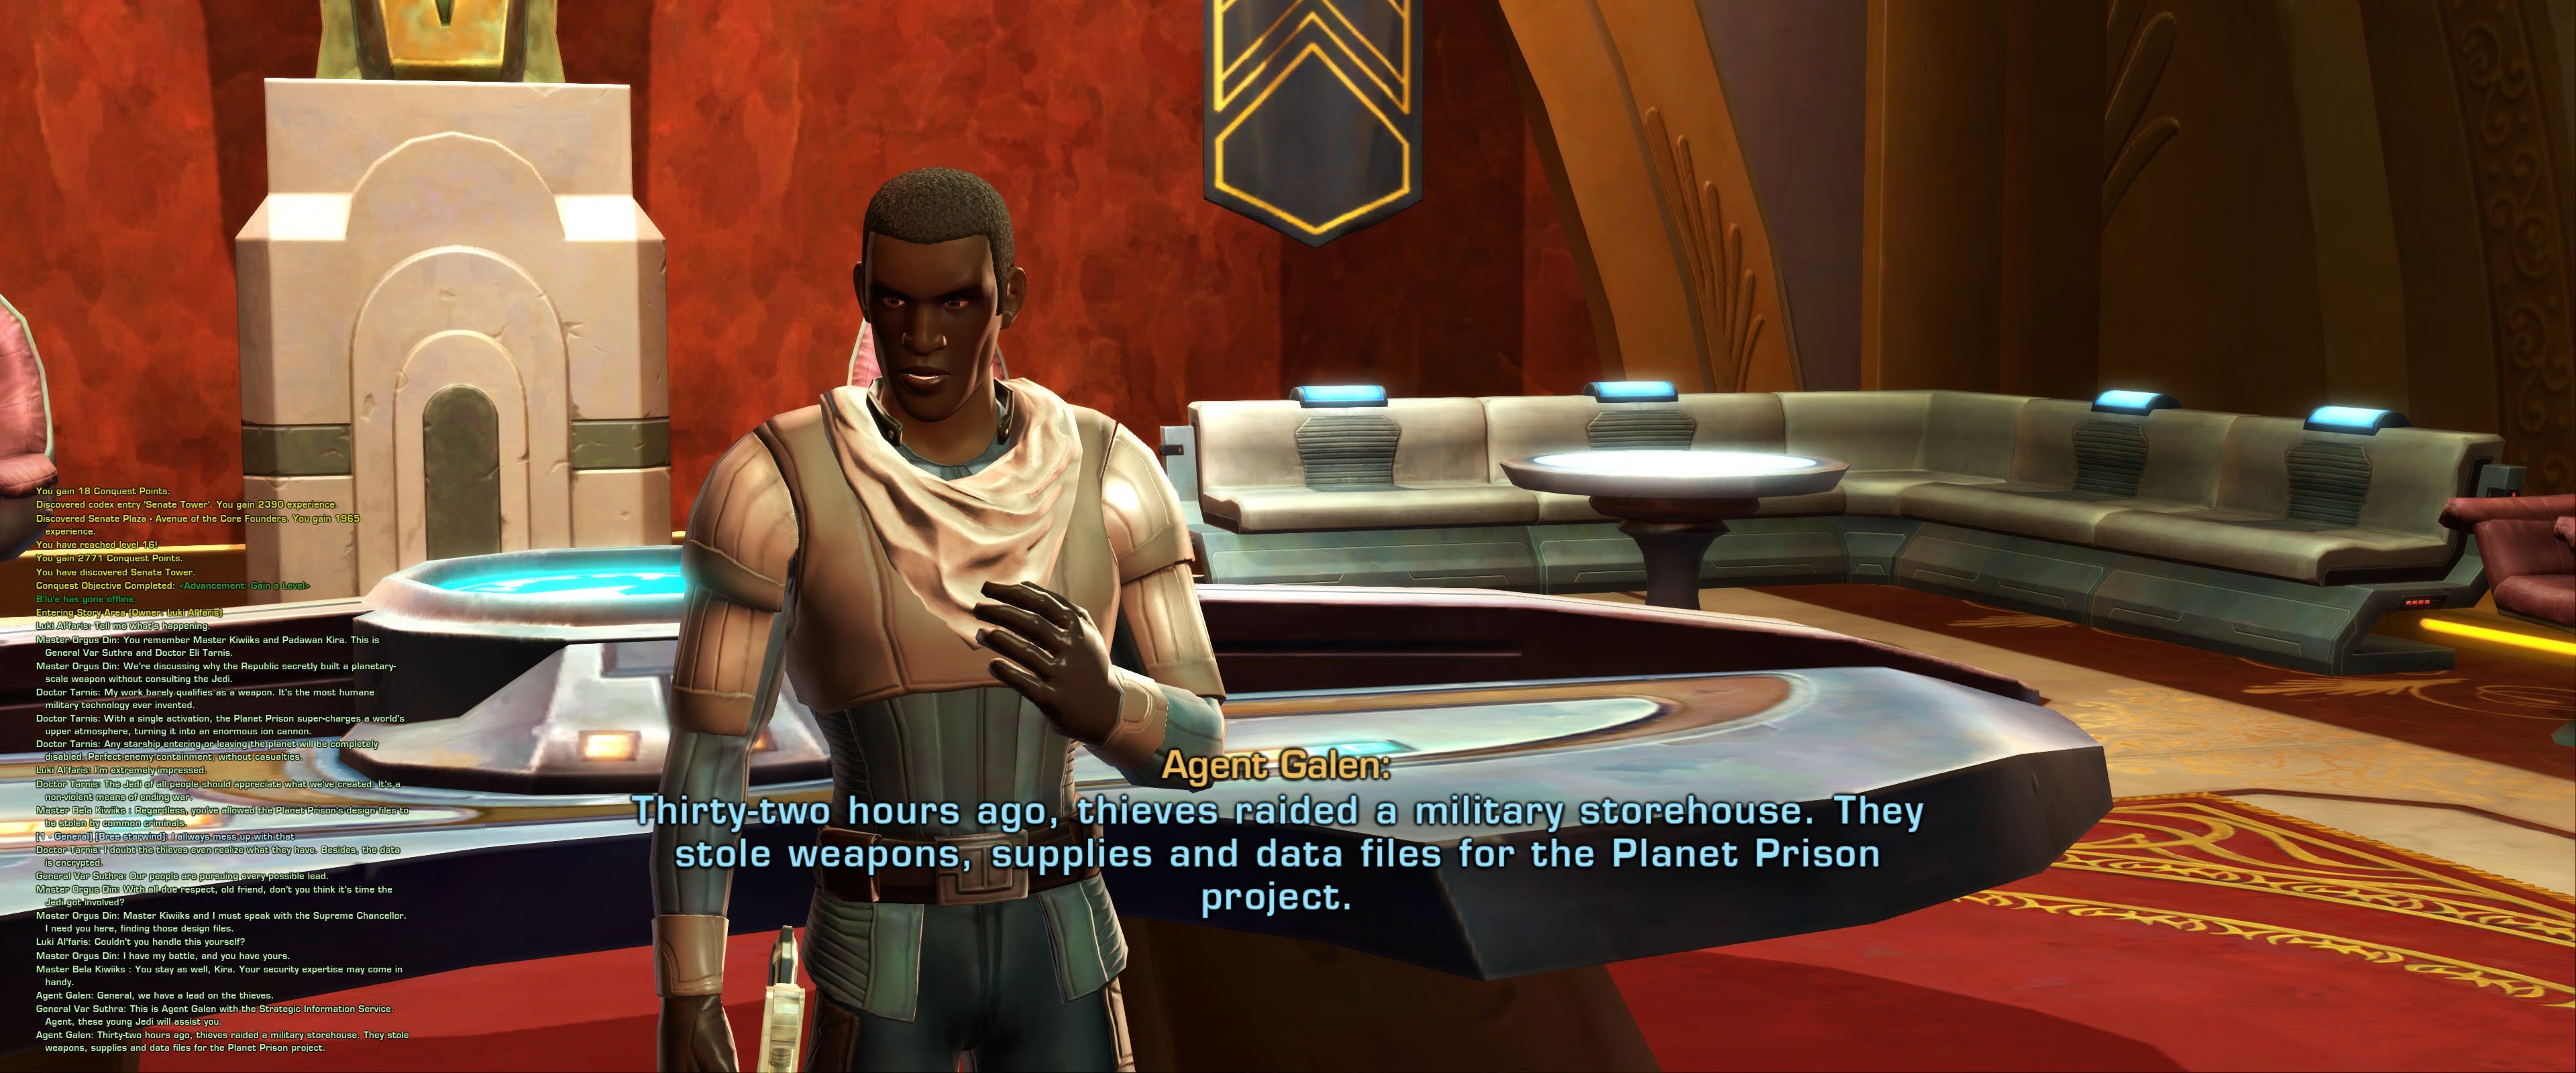 You gain 18 Conquest Points.
Discovered codex entry 'Senate Tower'. You gain 2390 experience.
Discovered Senate Plaza - Avenue of the Core Founders. You gain 1965
experience.
You have reached level 16!
You gain 2771 Conquest Points.
You have discovered Senate Tower.
Conquest Objective Completed: <Advancement: Gain a Level>
B'lu'e has gone offline.
Entering Story Area (Owner: Luki Al'faris)
Luki Al'faris: Tell me what's happening.
Master Orgus Din: You remember Master Kiwiiks and Padawan Kira. This is
General Var Suthra and Doctor Eli Tarnis.
Master Orgus Din: We're discussing why the Republic secretly built a planetary-
scale weapon without consulting the Jedi.
Doctor Tarnis: My work barely qualifies as a weapon. It's the most humane
military technology ever invented.
Doctor Tarnis: With a single activation, the Planet Prison super-charges a world's
upper atmosphere, turning it into an enormous ion cannon.
Doctor Tarnis: Any starship entering or leaving the planet will be completely
disabled. Perfect enemy containment, without casualties.
Luki Al'faris: I'm extremely impressed.
Doctor Tarnis: The Jedi of all people should appreciate what we've created. It's a
non-violent means of ending war.
Master Bela Kiwiiks : Regardless, you've allowed the Planet Prison's design files to
be stolen by common criminals.
[1 - General] [Bree starwind]: I allways mess up with that
Doctor Tarnis: I doubt the thieves even realize what they have. Besides, the data
is encrypted.
General Var Suthra: Our people are pursuing every possible lead.
Master Orgus Din: With all due respect, old friend, don't you think it's time the
Jedi got involved?
Master Orgus Din: Master Kiwiiks and I must speak with the Supreme Chancellor.
I need you here, finding those design files.
Luki Al'faris: Couldn't you handle this yourself?
Master Orgus Din: I have my battle, and you have yours.
Master Bela Kiwiiks : You stay as well, Kira. Your security expertise may come in
handy.
Agent Galen: General, we have a lead on the thieves.
General Var Suthra: This is Agent Galen with the Strategic Information Service.
Agent, these young Jedi will assist you.
Agent Galen: Thirty-two hours ago, thieves raided a military storehouse. They stole
weapons, supplies and data files for the Planet Prison project.
Agent Galen:
Thirty-two hours ago, thieves raided a military storehouse. They
stole weapons, supplies and data files for the Planet Prison
project.